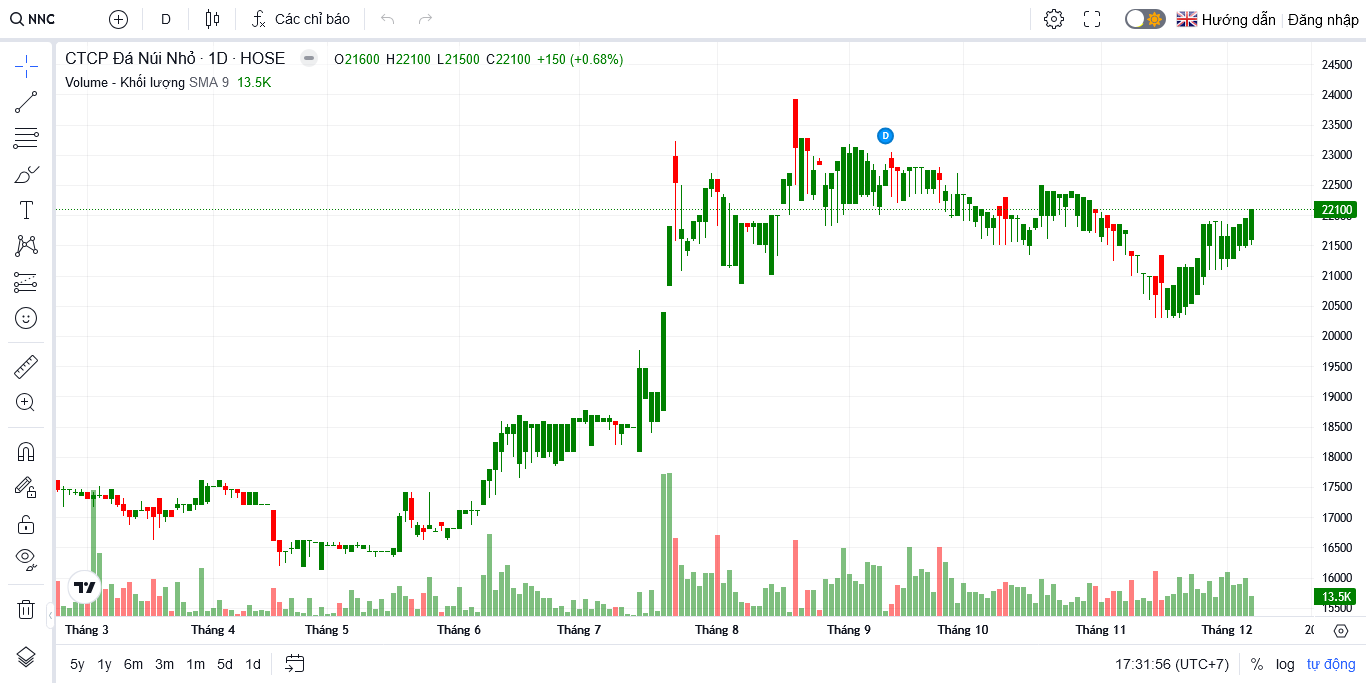 NNC D Các chỉ báo Hướng dẫn Đăng nhập
CTCP Đá Núi Nhỏ · 1D · HOSE O21600 H22100 L21500 C22100 +150 (+0.68%)
Volume - Khối lượng SMA 9 13.5K
24500
24000
23500
D
23000
22500
22100
22000
21500
21000
20500
20000
19500
19000
18500
18000
17500
17000
16500
16000
13.5K
15500
Tháng 3 Tháng 4 Tháng 5 Tháng 6 Tháng 7 Tháng 8 Tháng 9 Tháng 10 Tháng 11 Tháng 12
5y 1y 6m 3m 1m 5d 1d 17:31:56 (UTC+7) % log tự động